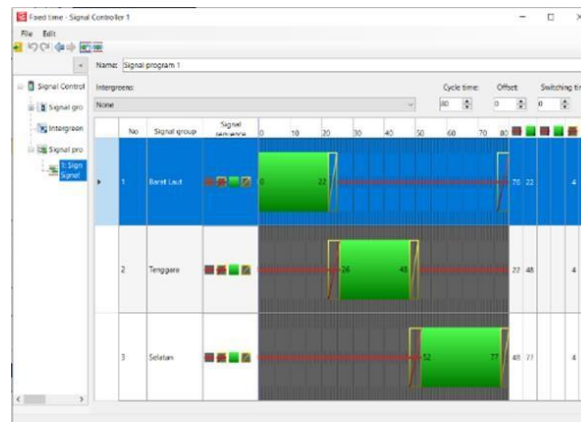 Fixed time - Signal Controller 1
File Edit
Name: Signal program 1
Signal Control
Signal gro
Intergreen
Signal pro
1: Sign
Signal
Intergreens: Cycle time: Offset: Switching ti
None 80 0 0
No Signal group Signal sequence 0 10 20 30 40 50 60 70 80
1 Barat Laut 0 22 76 22 4
2 Tenggara 26 48 22 48 4
3 Selatan 52 77 48 77 4